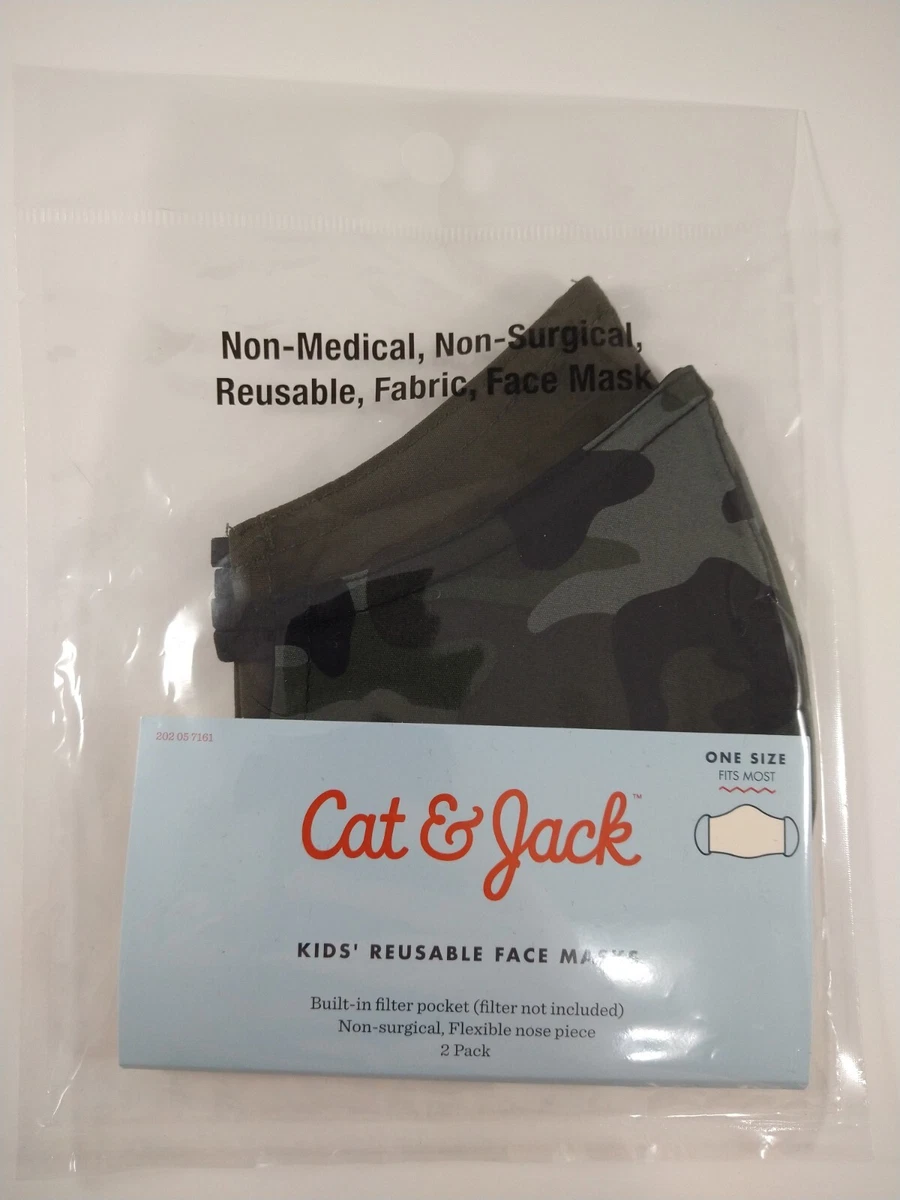 Non-Medical, Non-Surgical,
Reusable, Fabric, Face Mask
202 05 7161
ONE SIZE
FITS MOST
Cat & Jack™
KIDS' REUSABLE FACE MASKS
Built-in filter pocket (filter not included)
Non-surgical, Flexible nose piece
2 Pack